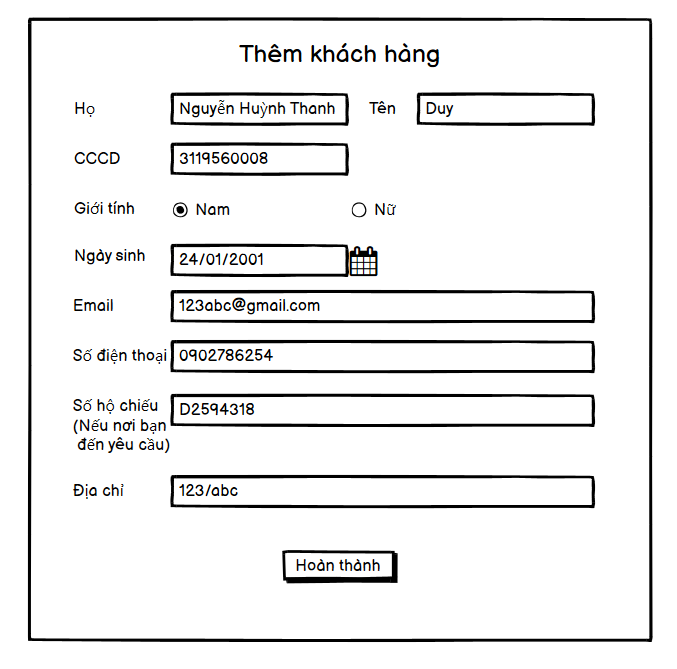 Thêm khách hàng
Họ Nguyễn Huỳnh Thanh Tên Duy
CCCD 3119560008
Giới tính Nam Nữ
Ngày sinh 24/01/2001
Email 123abc@gmail.com
Số điện thoại 0902786254
Số hộ chiếu D2594318
(Nếu nơi bạn
đến yêu cầu)
Địa chỉ 123/abc
Hoàn thành